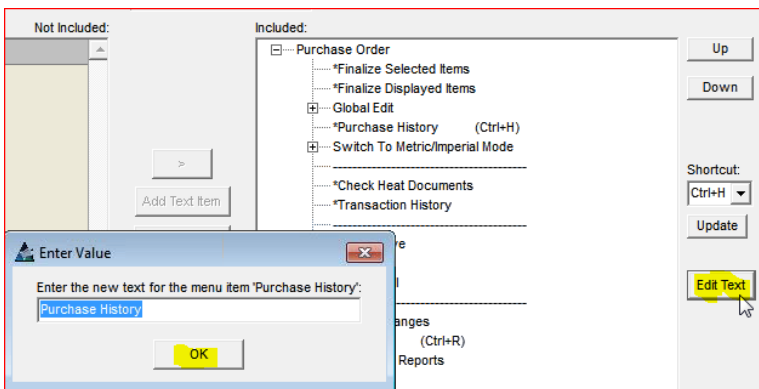 Not Included:
Included:
Purchase Order
*Finalize Selected Items
*Finalize Displayed Items
Global Edit
*Purchase History (Ctrl+H)
Switch To Metric/Imperial Mode
*Check Heat Documents
*Transaction History
Up
Down
Shortcut:
Ctrl+H
Update
Edit Text
>
Add Text Item
Enter Value
Enter the new text for the menu item 'Purchase History':
Purchase History
OK
(Ctrl+R)
Reports